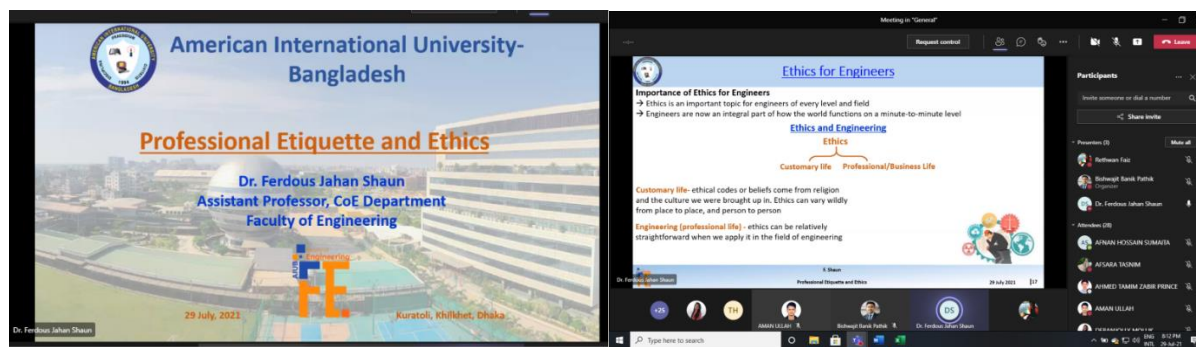 American International University-
Bangladesh
Professional Etiquette and Ethics
Dr. Ferdous Jahan Shaun
Assistant Professor, CoE Department
Faculty of Engineering
29 July, 2021
Kuratoli, Khilkhet, Dhaka
Dr. Ferdous Jahan Shaun
Meeting in "General"
Request control
Leave
Ethics for Engineers
Importance of Ethics for Engineers
→ Ethics is an important topic for engineers of every level and field
→ Engineers are now an integral part of how the world functions on a minute-to-minute level
Ethics and Engineering
Ethics
Customary life Professional/Business Life
Customary life- ethical codes or beliefs come from religion
and the culture we were brought up in. Ethics can vary wildly
from place to place, and person to person
Engineering (professional life) - ethics can be relatively
straightforward when we apply it in the field of engineering
F. Shaun
Professional Etiquette and Ethics
29 July 2021
17
Dr. Ferdous Jahan Shaun
Participants
Invite someone or dial a number
Share invite
Presenters (3)
Mute all
Rethwan Faiz
Bishwajit Banik Pathik
Organizer
DS Dr. Ferdous Jahan Shaun
Attendees (28)
AS AFNAN HOSSAIN SUMAITA
AFSARA TASNIM
AHMED TAMIM ZABIR PRINCE
AMAN ULLAH
+25
TH
AMAN ULLAH
Bishwajit Banik Pathik
DS
Dr. Ferdous Jahan Shaun
Type here to search
ENG
INTL
8:12 PM
29-Jul-21